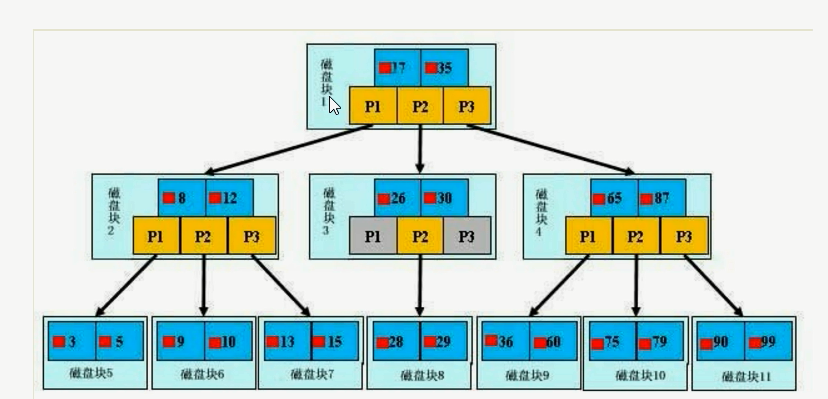 磁盘块1
17 35
P1 P2 P3
磁盘块2
8 12
P1 P2 P3
磁盘块3
26 30
P1 P2 P3
磁盘块4
65 87
P1 P2 P3
3 5
磁盘块5
9 10
磁盘块6
13 15
磁盘块7
28 29
磁盘块8
36 60
磁盘块9
75 79
磁盘块10
90 99
磁盘块11